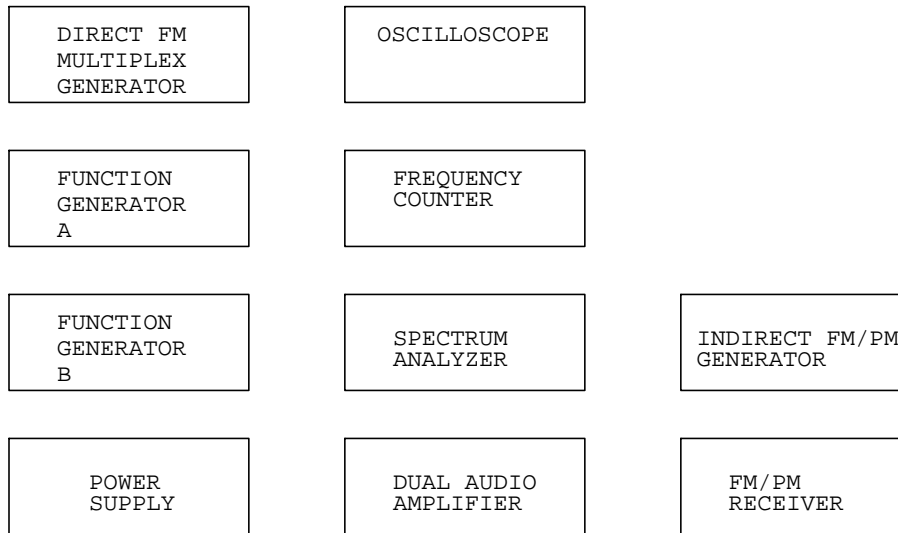 DIRECT FM
MULTIPLEX
GENERATOR
OSCILLOSCOPE
FUNCTION
GENERATOR
A
FREQUENCY
COUNTER
FUNCTION
GENERATOR
B
SPECTRUM
ANALYZER
INDIRECT FM/PM
GENERATOR
POWER
SUPPLY
DUAL AUDIO
AMPLIFIER
FM/PM
RECEIVER